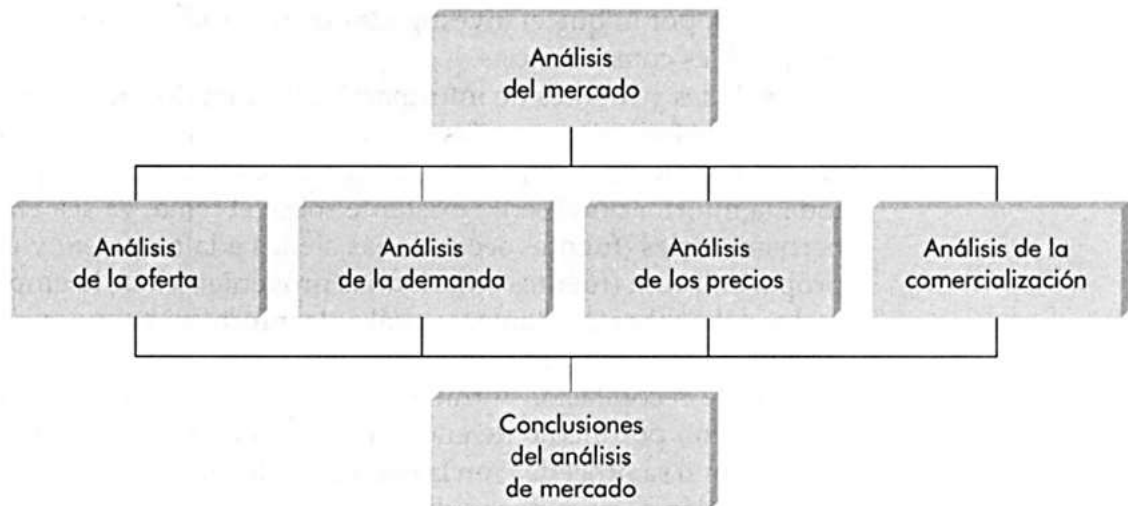 Análisis
del mercado
Análisis
de la oferta
Análisis
de la demanda
Análisis
de los precios
Análisis de la
comercialización
Conclusiones
del análisis
de mercado